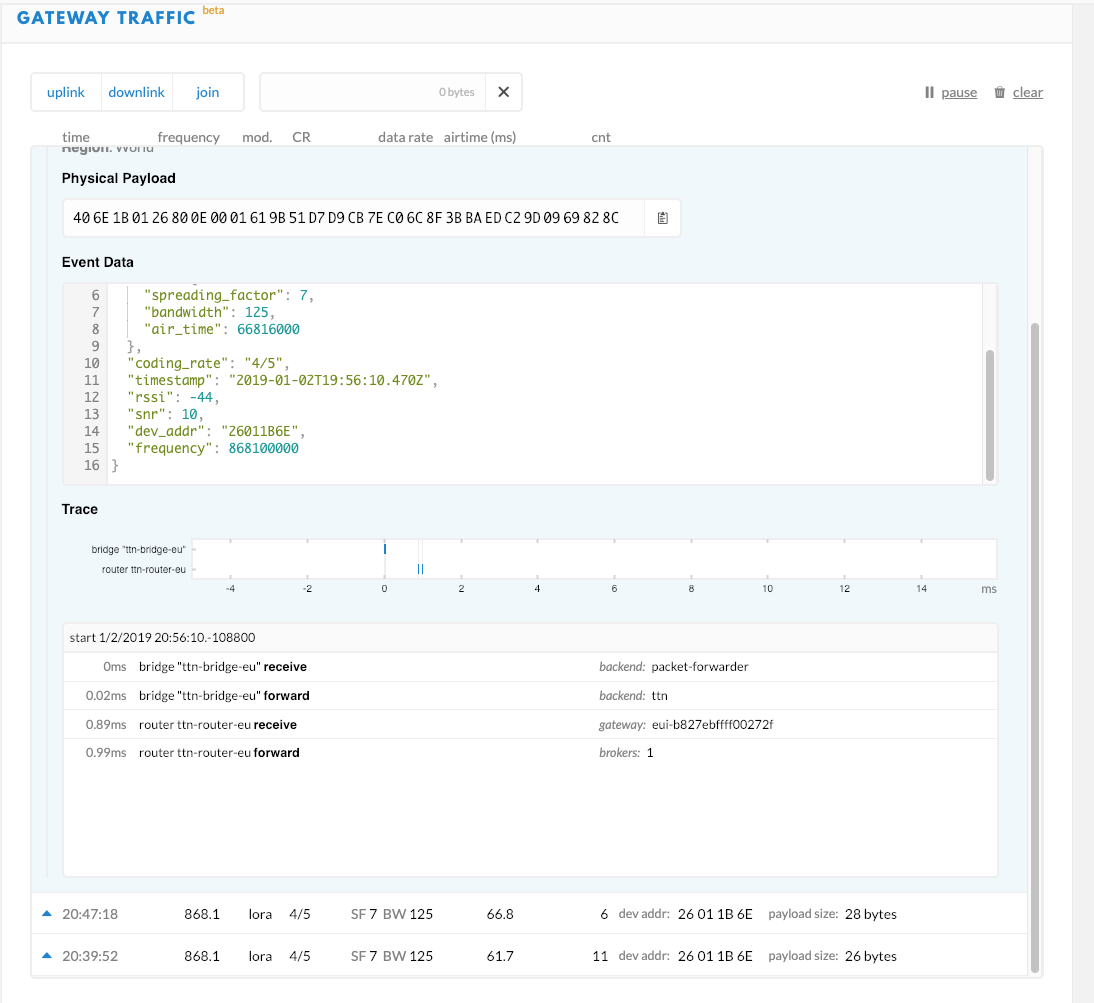 GATEWAY TRAFFIC beta
uplink downlink join 0 bytes pause clear
time frequency mod. CR data rate airtime (ms) cnt
Region: World
Physical Payload
40 6E 1B 01 26 80 0E 00 01 61 9B 51 D7 D9 CB 7E C0 6C 8F 3B BA ED C2 9D 09 69 82 8C
Event Data
6 "spreading_factor": 7,
7 "bandwidth": 125,
8 "air_time": 66816000
9 },
10 "coding_rate": "4/5",
11 "timestamp": "2019-01-02T19:56:10.470Z",
12 "rssi": -44,
13 "snr": 10,
14 "dev_addr": "26011B6E",
15 "frequency": 868100000
16 }
Trace
bridge "ttn-bridge-eu"
router ttn-router-eu
-4 -2 0 2 4 6 8 10 12 14 ms
start 1/2/2019 20:56:10.-108800
0ms bridge "ttn-bridge-eu" receive backend: packet-forwarder
0.02ms bridge "ttn-bridge-eu" forward backend: ttn
0.89ms router ttn-router-eu receive gateway: eui-b827ebffff00272f
0.99ms router ttn-router-eu forward brokers: 1
20:47:18 868.1 lora 4/5 SF 7 BW 125 66.8 6 dev addr: 26 01 1B 6E payload size: 28 bytes
20:39:52 868.1 lora 4/5 SF 7 BW 125 61.7 11 dev addr: 26 01 1B 6E payload size: 26 bytes